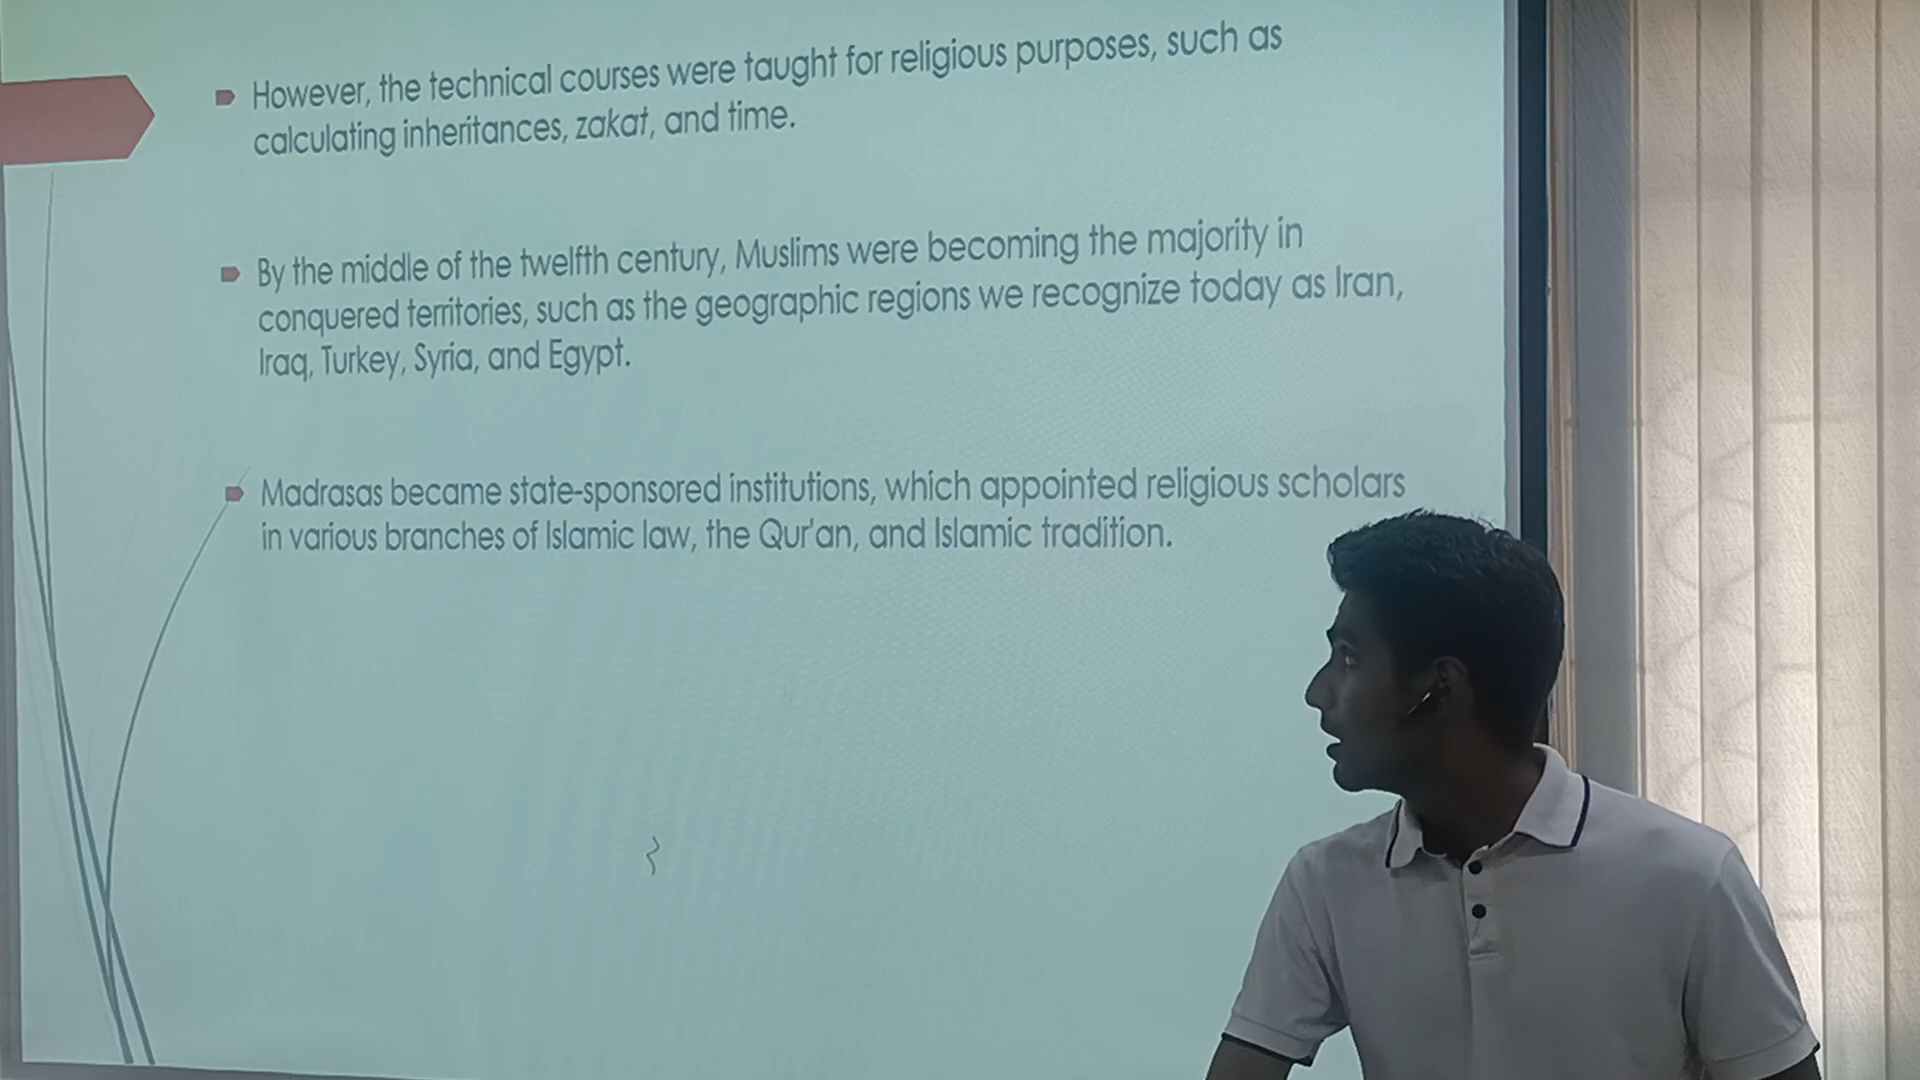 However, the technical courses were taught for religious purposes, such as
calculating inheritances, zakat, and time.
By the middle of the twelfth century, Muslims were becoming the majority in
conquered territories, such as the geographic regions we recognize today as Iran,
Iraq, Turkey, Syria, and Egypt.
Madrasas became state-sponsored institutions, which appointed religious scholars
in various branches of Islamic law, the Qur'an, and Islamic tradition.